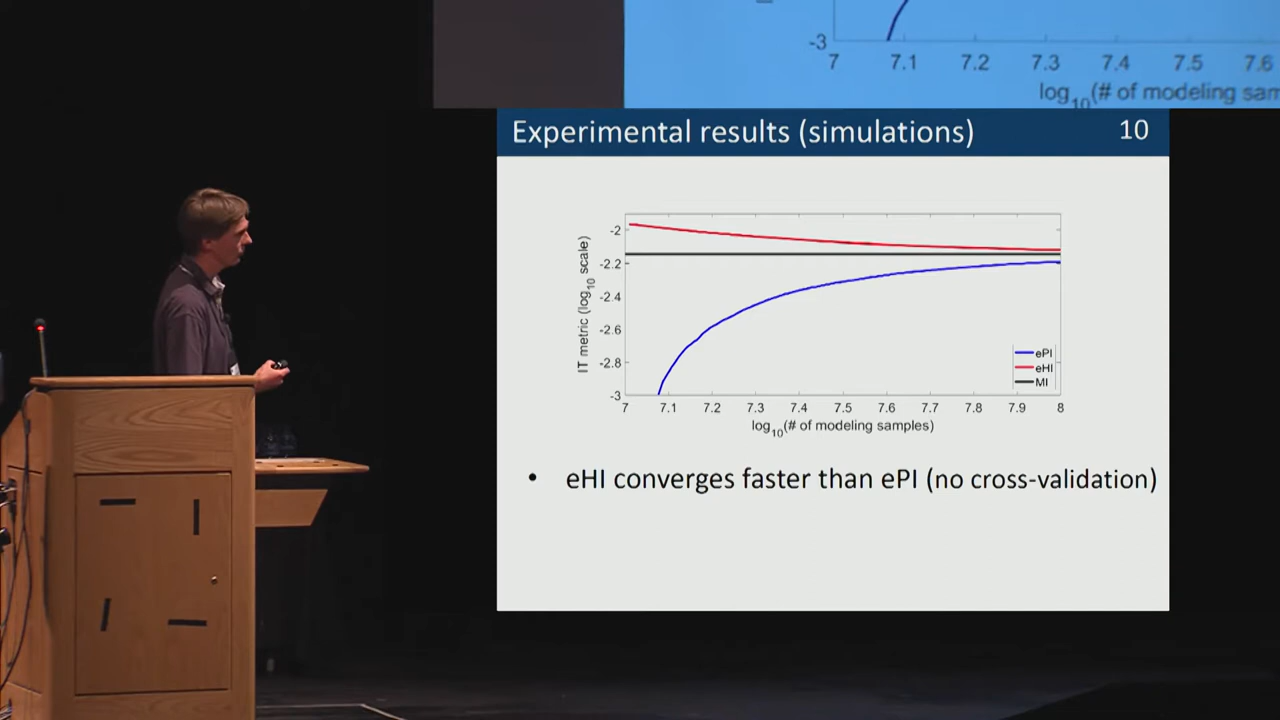 -3
7 7.1 7.2 7.3 7.4 7.5 7.6
log10(# of modeling sam
Experimental results (simulations) 10
IT metric (log10 scale)
-2
-2.2
-2.4
-2.6
-2.8
-3
ePI
eHI
MI
7 7.1 7.2 7.3 7.4 7.5 7.6 7.7 7.8 7.9 8
log10(# of modeling samples)
• eHI converges faster than ePI (no cross-validation)